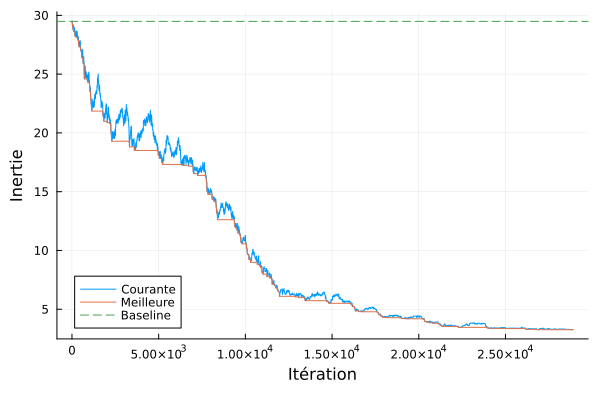 30
25
20
15
10
5
Inertie
Courante
Meilleure
Baseline
0 5.00×10³ 1.00×10⁴ 1.50×10⁴ 2.00×10⁴ 2.50×10⁴
Itération